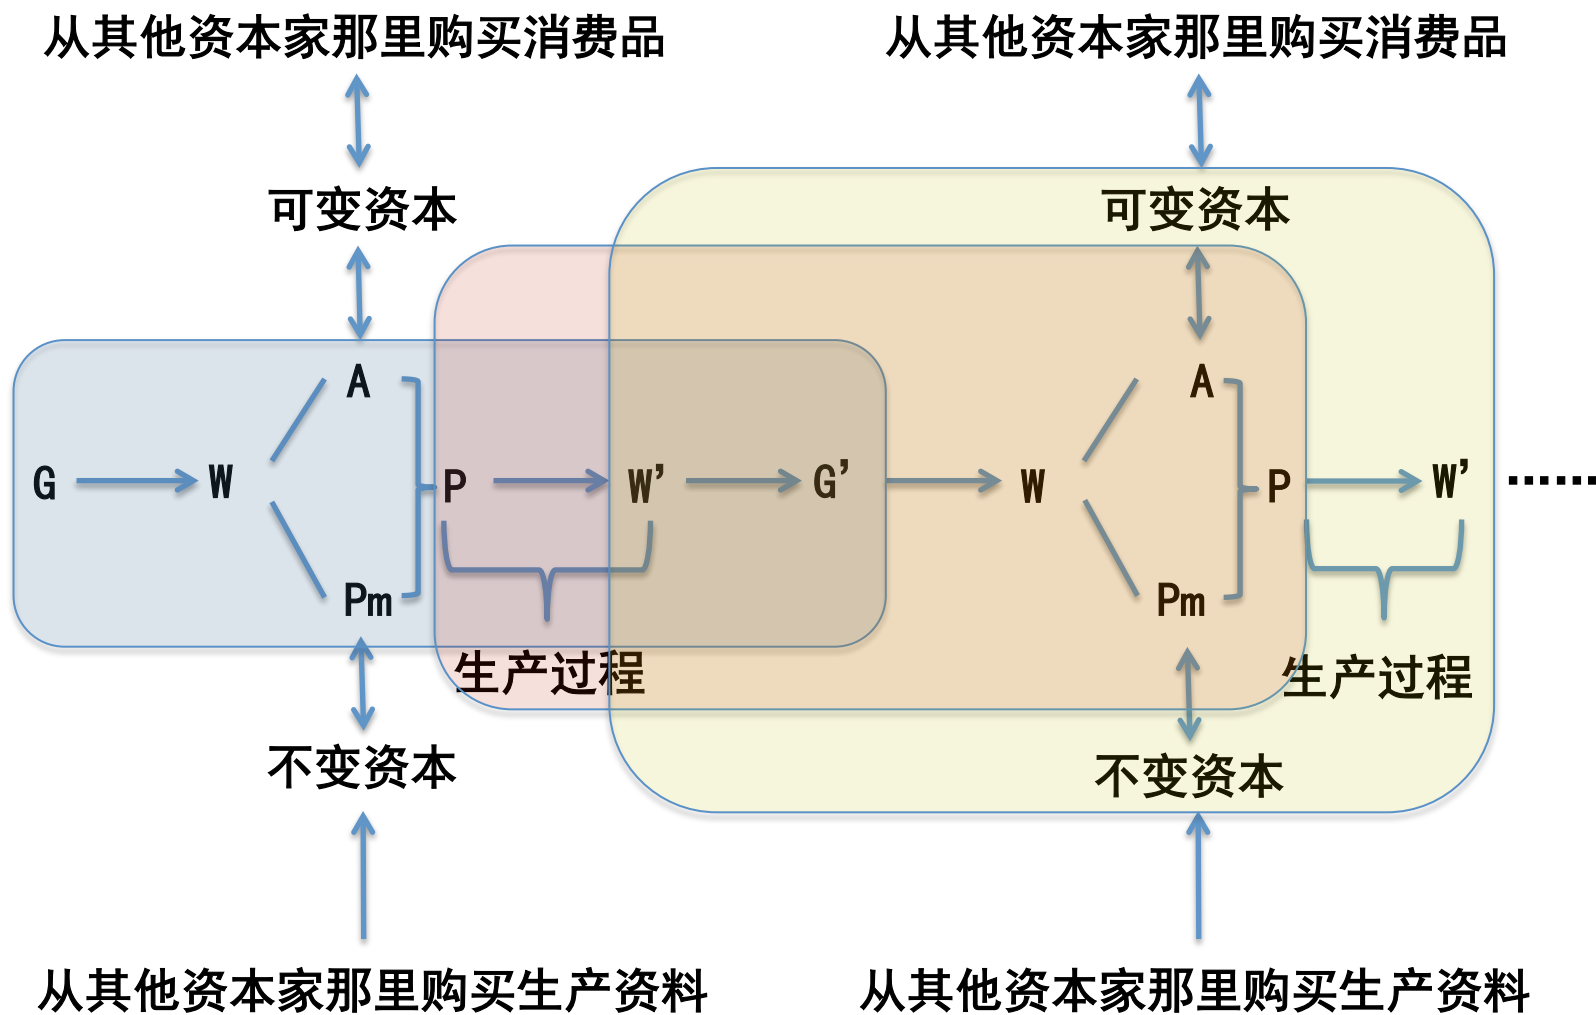 从其他资本家那里购买消费品
从其他资本家那里购买消费品
可变资本
可变资本
A
A
G
W
P
W’
G’
W
P
W’
......
Pm
Pm
生产过程
生产过程
不变资本
不变资本
从其他资本家那里购买生产资料
从其他资本家那里购买生产资料